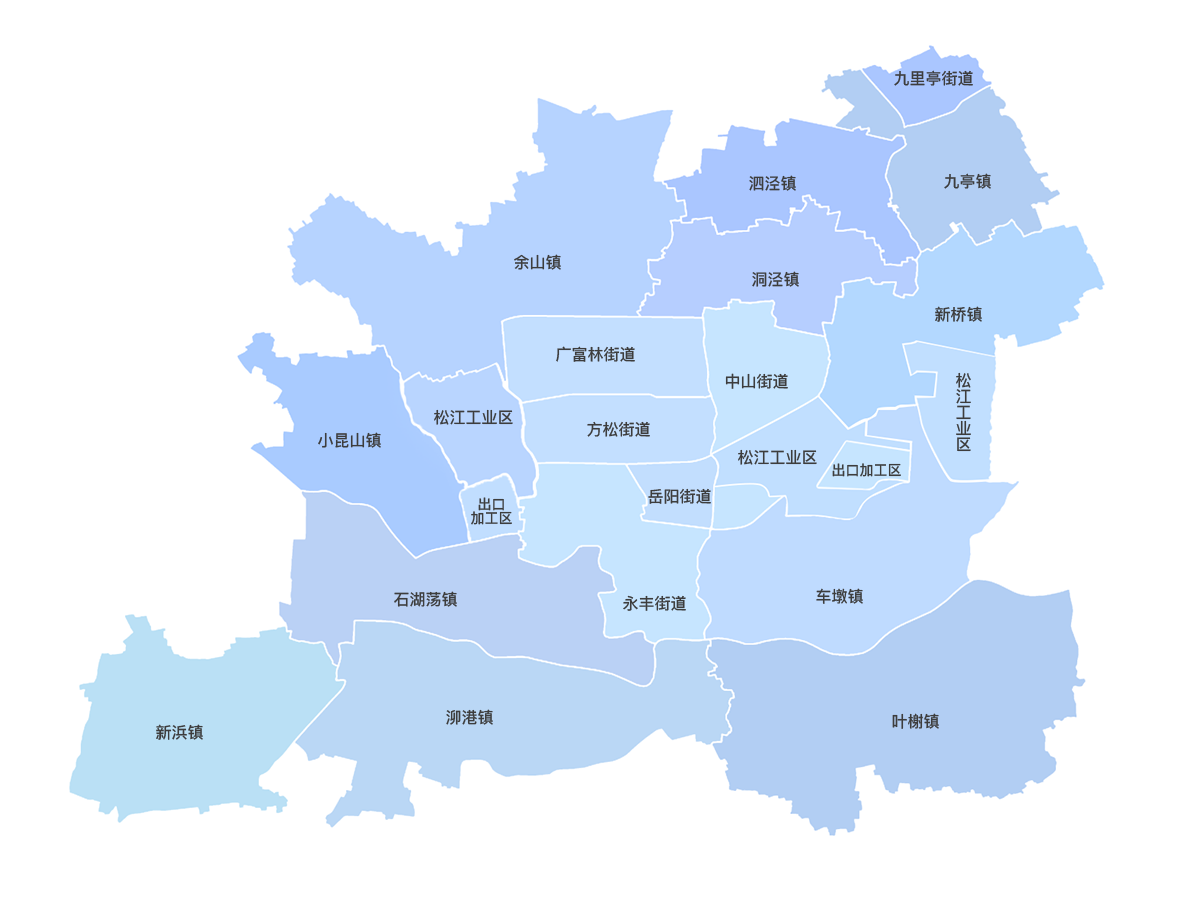 九里亭街道
九亭镇
泗泾镇
佘山镇
洞泾镇
新桥镇
广富林街道
中山街道
松江工业区
松江工业区
方松街道
小昆山镇
松江工业区
出口加工区
岳阳街道
出口
加工区
石湖荡镇
永丰街道
车墩镇
泖港镇
叶榭镇
新浜镇